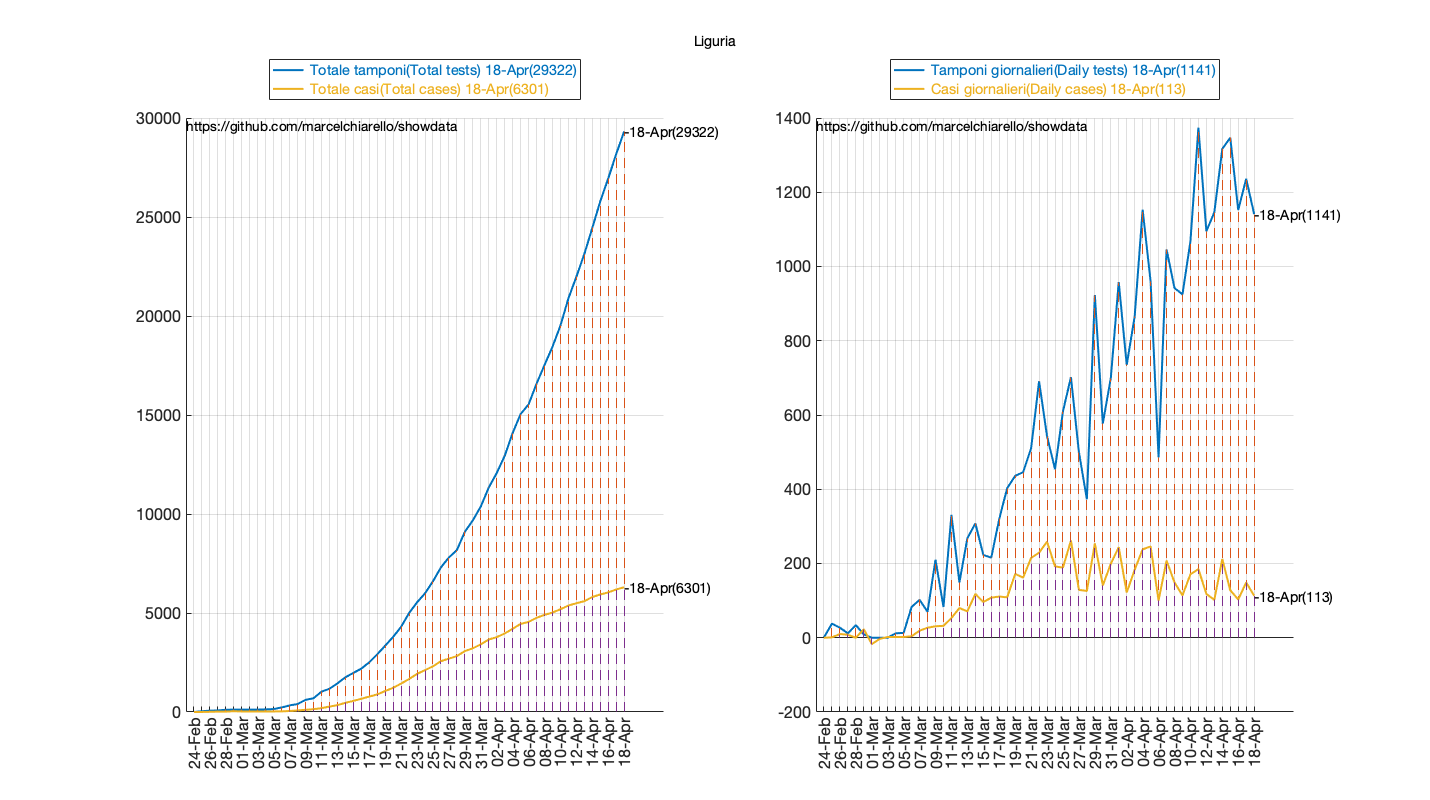 Liguria
Totale tamponi(Total tests) 18-Apr(29322)
Totale casi(Total cases) 18-Apr(6301)
30000
25000
20000
15000
10000
5000
0
https://github.com/marcelchiarello/showdata
18-Apr(29322)
18-Apr(6301)
24-Feb
26-Feb
28-Feb
01-Mar
03-Mar
05-Mar
07-Mar
09-Mar
11-Mar
13-Mar
15-Mar
17-Mar
19-Mar
21-Mar
23-Mar
25-Mar
27-Mar
29-Mar
31-Mar
02-Apr
04-Apr
06-Apr
08-Apr
10-Apr
12-Apr
14-Apr
16-Apr
18-Apr
Tamponi giornalieri(Daily tests) 18-Apr(1141)
Casi giornalieri(Daily cases) 18-Apr(113)
1400
1200
1000
800
600
400
200
0
-200
https://github.com/marcelchiarello/showdata
18-Apr(1141)
18-Apr(113)
24-Feb
26-Feb
28-Feb
01-Mar
03-Mar
05-Mar
07-Mar
09-Mar
11-Mar
13-Mar
15-Mar
17-Mar
19-Mar
21-Mar
23-Mar
25-Mar
27-Mar
29-Mar
31-Mar
02-Apr
04-Apr
06-Apr
08-Apr
10-Apr
12-Apr
14-Apr
16-Apr
18-Apr